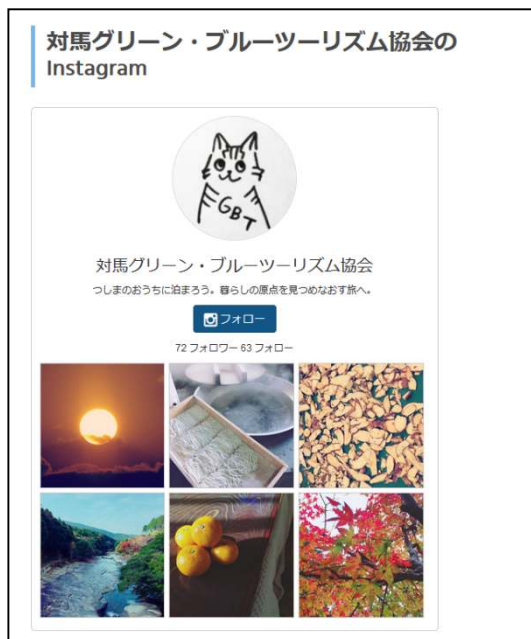 対馬グリーン・ブルーツーリズム協会の
Instagram
GBT
対馬グリーン・ブルーツーリズム協会
つしまのおうちに泊まろう。暮らしの原点を見つめなおす旅へ。
フォロー
72 フォロワー 63 フォロー